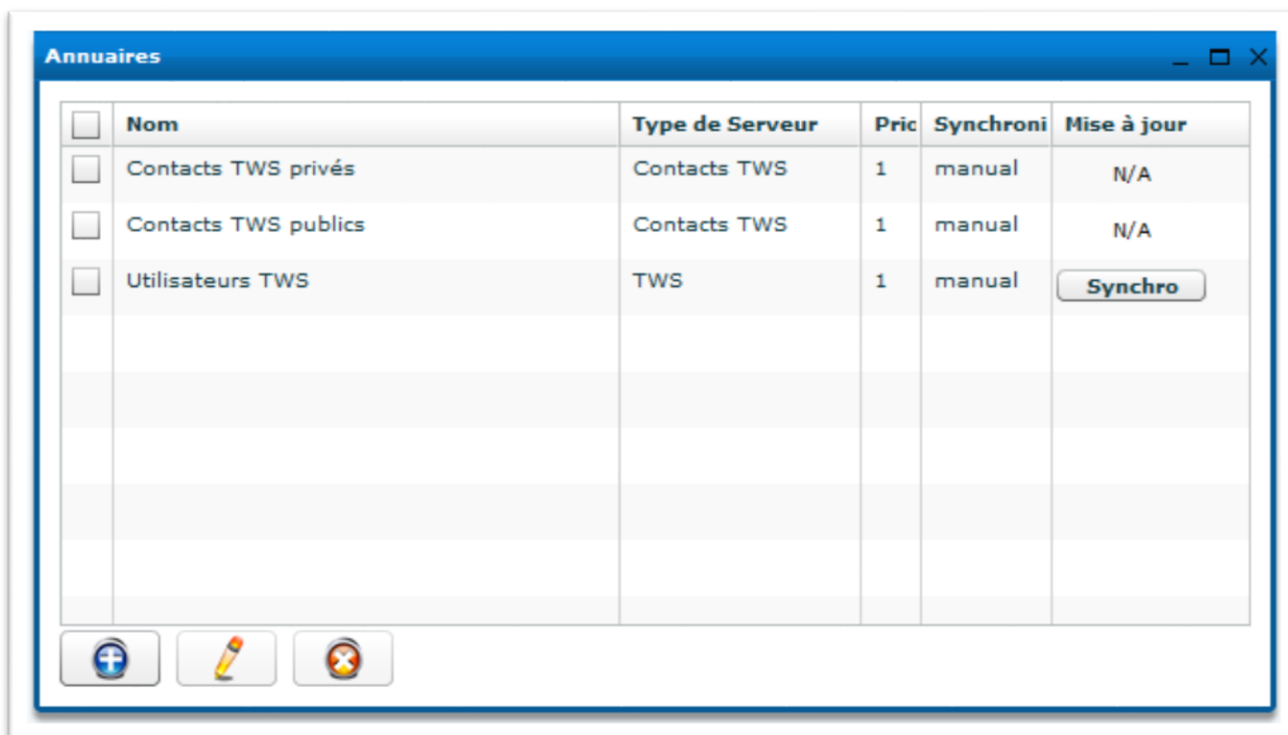 Annuaires
Nom Type de Serveur Pric Synchroni Mise à jour
Contacts TWS privés Contacts TWS 1 manual N/A
Contacts TWS publics Contacts TWS 1 manual N/A
Utilisateurs TWS TWS 1 manual Synchro